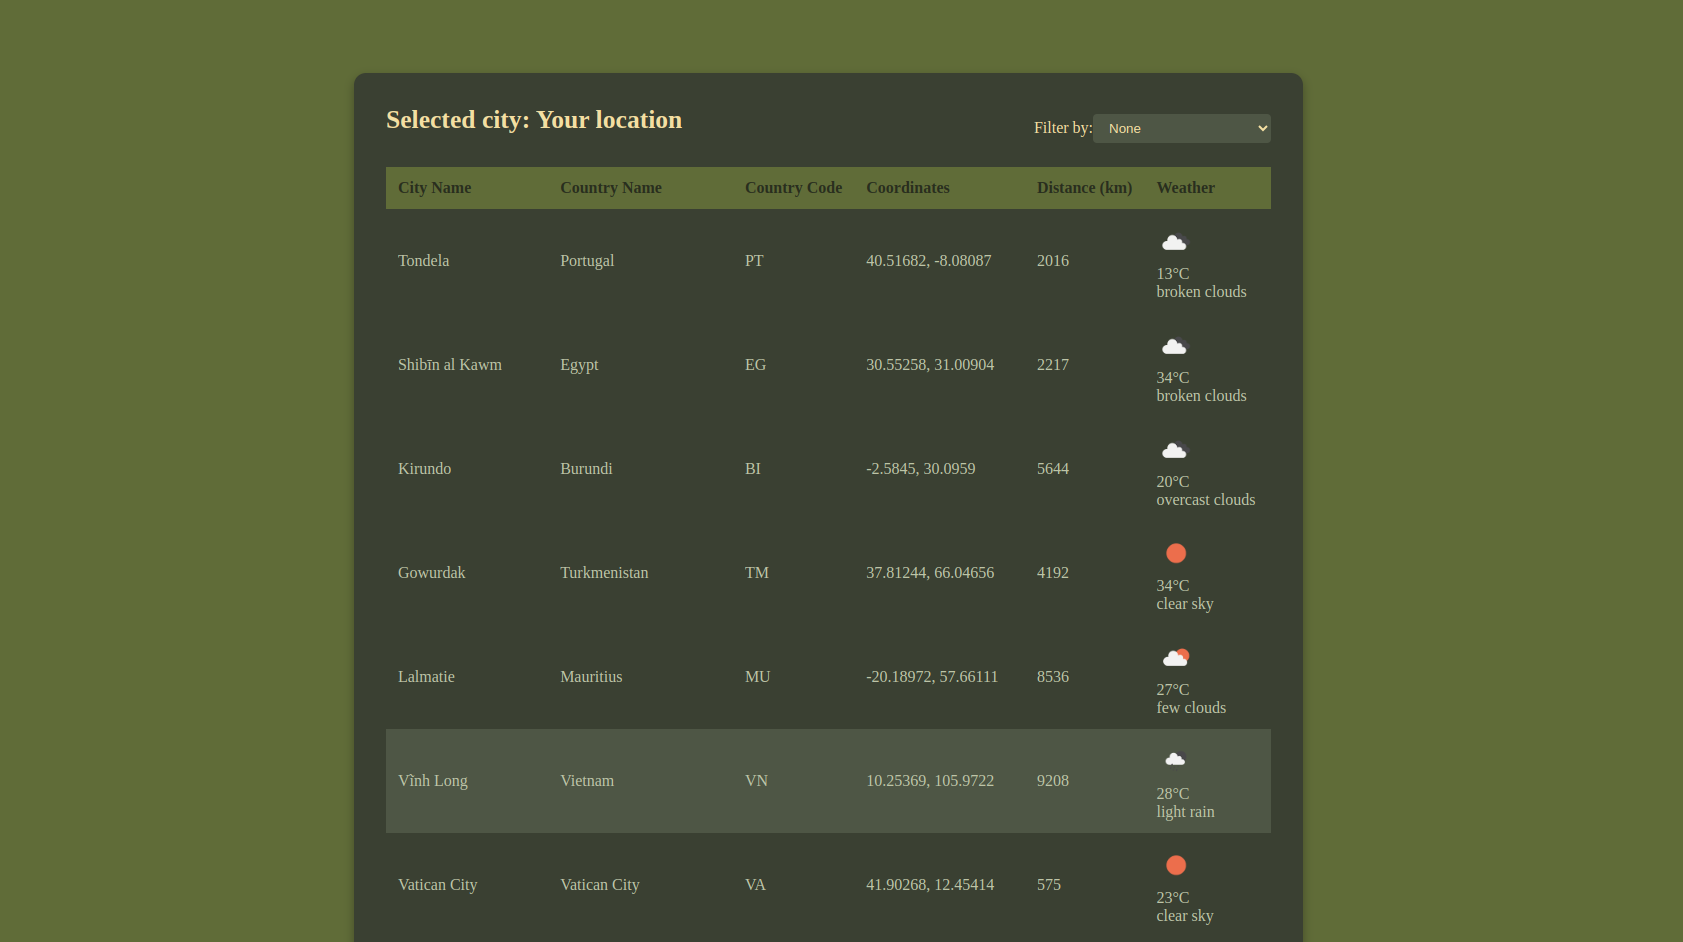 Selected city: Your location
Filter by: None
City Name Country Name Country Code Coordinates Distance (km) Weather
Tondela Portugal PT 40.51682, -8.08087 2016 13°C
broken clouds
Shibīn al Kawm Egypt EG 30.55258, 31.00904 2217 34°C
broken clouds
Kirundo Burundi BI -2.5845, 30.0959 5644 20°C
overcast clouds
Gowurdak Turkmenistan TM 37.81244, 66.04656 4192 34°C
clear sky
Lalmatie Mauritius MU -20.18972, 57.66111 8536 27°C
few clouds
Vĩnh Long Vietnam VN 10.25369, 105.9722 9208 28°C
light rain
Vatican City Vatican City VA 41.90268, 12.45414 575 23°C
clear sky